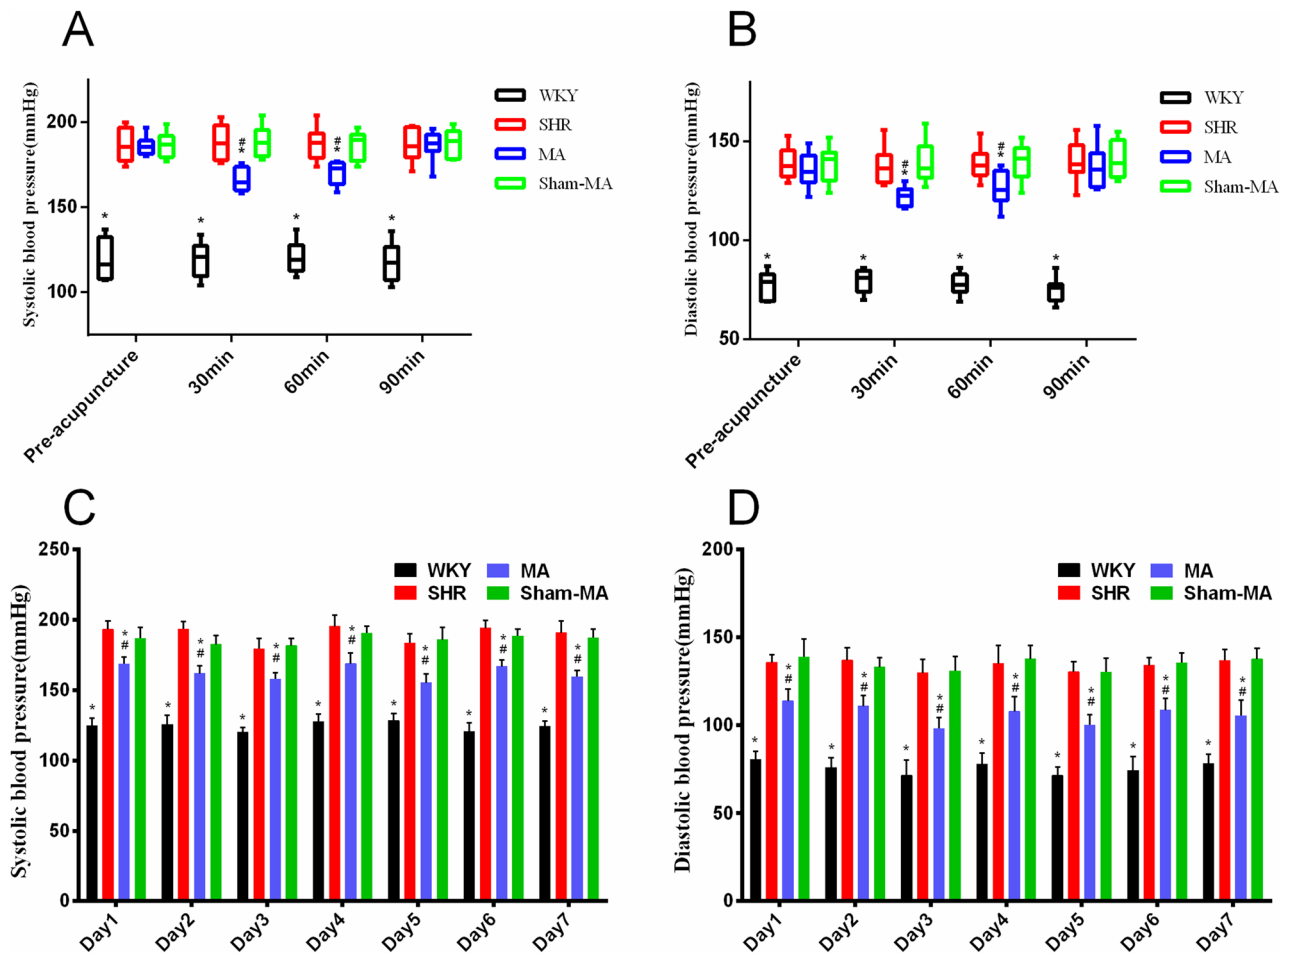 A
Systolic blood pressure(mmHg)
200
150
100
WKY
SHR
MA
Sham-MA
*
*
*
*
#
*
#
*
Pre-acupuncture
30min
60min
90min
B
Diastolic blood pressure(mmHg)
150
100
50
WKY
SHR
MA
Sham-MA
*
*
*
*
#
*
#
*
Pre-acupuncture
30min
60min
90min
C
Systolic blood pressure(mmHg)
250
200
150
100
50
0
WKY
MA
SHR
Sham-MA
*
*
#
*
*
#
*
*
#
*
*
#
*
*
#
*
*
#
*
*
#
Day1
Day2
Day3
Day4
Day5
Day6
Day7
D
Diastolic blood pressure(mmHg)
200
150
100
50
0
WKY
MA
SHR
Sham-MA
*
*
#
*
*
#
*
*
#
*
*
#
*
*
#
*
*
#
*
*
#
Day1
Day2
Day3
Day4
Day5
Day6
Day7